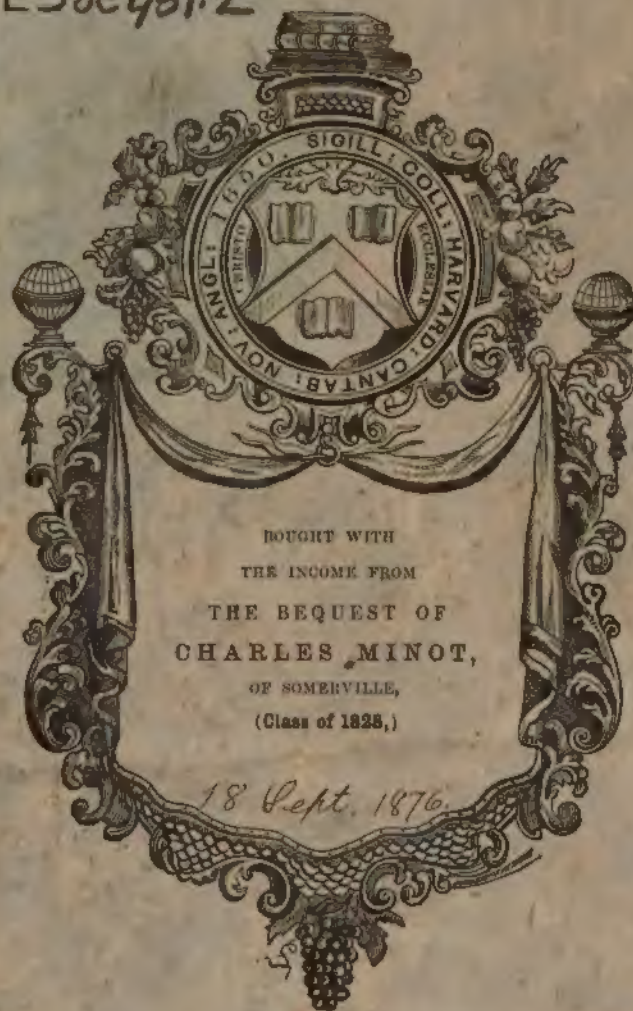 SIGILL: COLL: HARVARD: CANTAB: NOV: ANGL: 1650.
CHRISTO
ECCLESIAE
BOUGHT WITH
THE INCOME FROM
THE BEQUEST OF
CHARLES MINOT,
OF SOMERVILLE,
(Class of 1828,)
18 Sept. 1876.